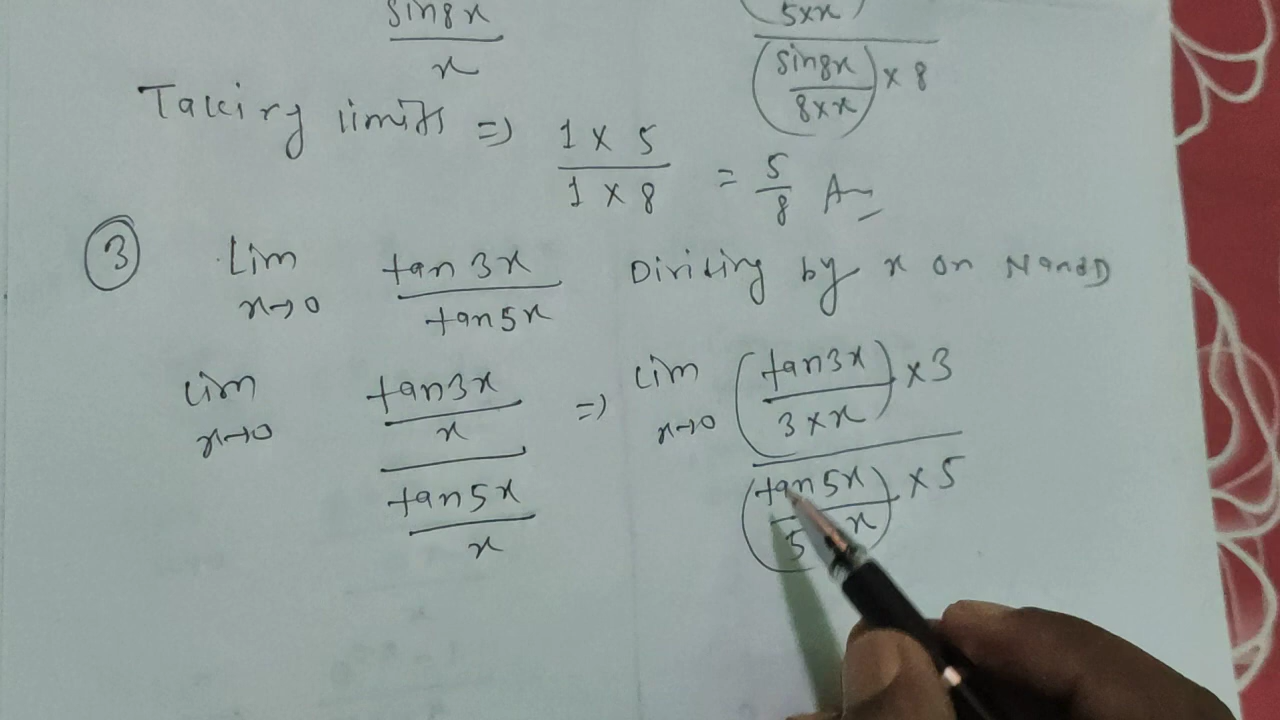 sin8x / x
5×x
(sin8x / 8×x) × 8
Taking limits => 1 × 5 / 1 × 8 = 5/8 Ans
③ Lim x→0 tan3x / tan5x Dividing by x on N and D
Lim x→0 (tan3x / x) / (tan5x / x) => Lim x→0 ((tan3x / 3×x) ×3) / ((tan5x / 5 x) ×5)